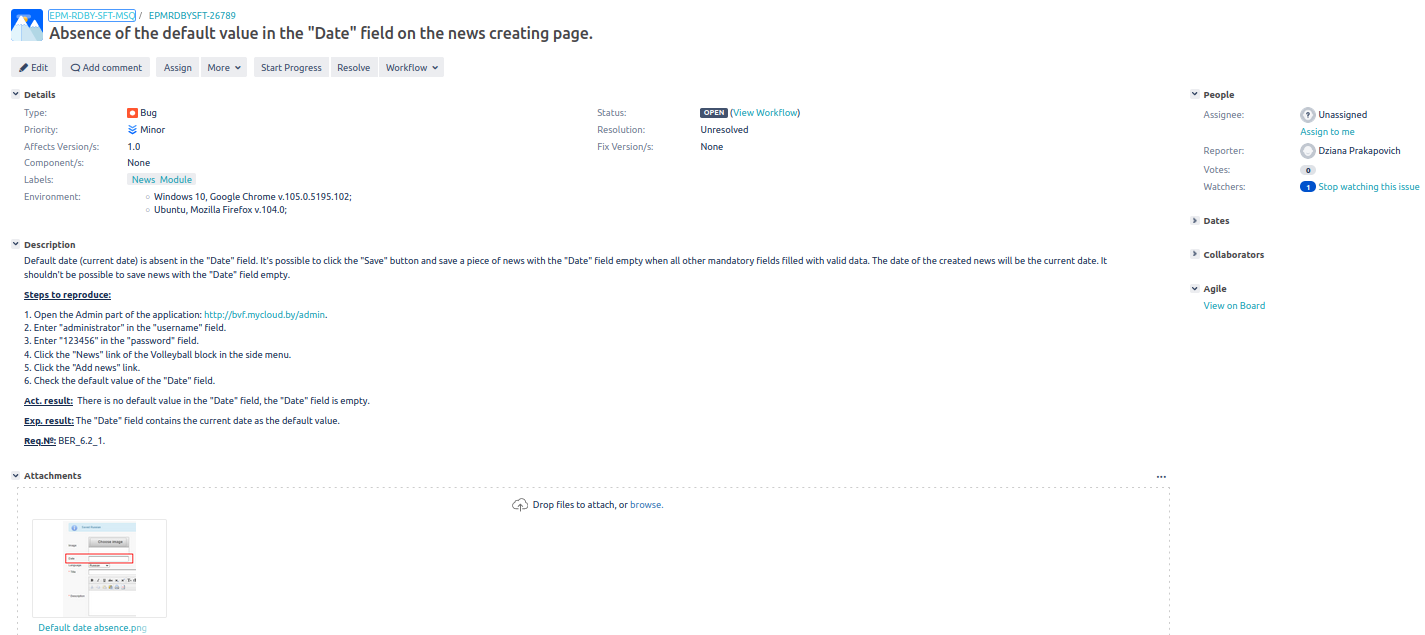 EPM-RDBY-SFT-MSQ / EPMRDBYSFT-26789
Absence of the default value in the "Date" field on the news creating page.
Edit Add comment Assign More Start Progress Resolve Workflow
Details
Type: Bug
Priority: Minor
Affects Version/s: 1.0
Component/s: None
Labels: News Module
Environment:
Windows 10, Google Chrome v.105.0.5195.102;
Ubuntu, Mozilla Firefox v.104.0;
Status: OPEN (View Workflow)
Resolution: Unresolved
Fix Version/s: None
Description
Default date (current date) is absent in the "Date" field. It's possible to click the "Save" button and save a piece of news with the "Date" field empty when all other mandatory fields filled with valid data. The date of the created news will be the current date. It
shouldn't be possible to save news with the "Date" field empty.
Steps to reproduce:
1. Open the Admin part of the application: http://bvf.mycloud.by/admin.
2. Enter "administrator" in the "username" field.
3. Enter "123456" in the "password" field.
4. Click the "News" link of the Volleyball block in the side menu.
5. Click the "Add news" link.
6. Check the default value of the "Date" field.
Act. result: There is no default value in the "Date" field, the "Date" field is empty.
Exp. result: The "Date" field contains the current date as the default value.
Req.№: BER_6.2_1.
Attachments
Drop files to attach, or browse.
Choose image
Default date absence.png
People
Assignee: ? Unassigned
Assign to me
Reporter: Dziana Prakapovich
Votes: 0
Watchers: 1 Stop watching this issue
Dates
Collaborators
Agile
View on Board